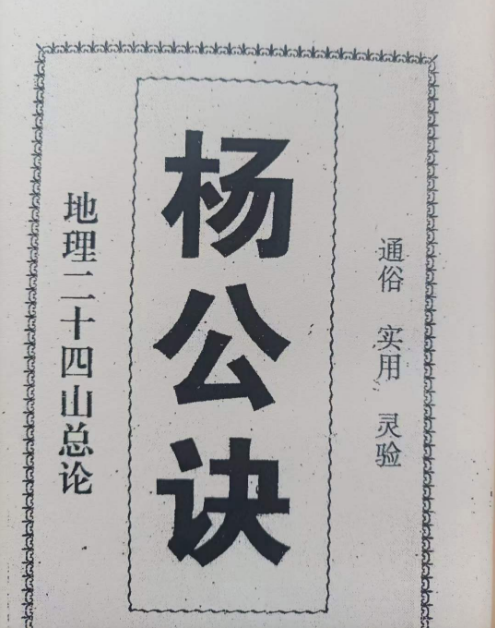 通俗 实用 灵验
杨公诀
地理二十四山总论